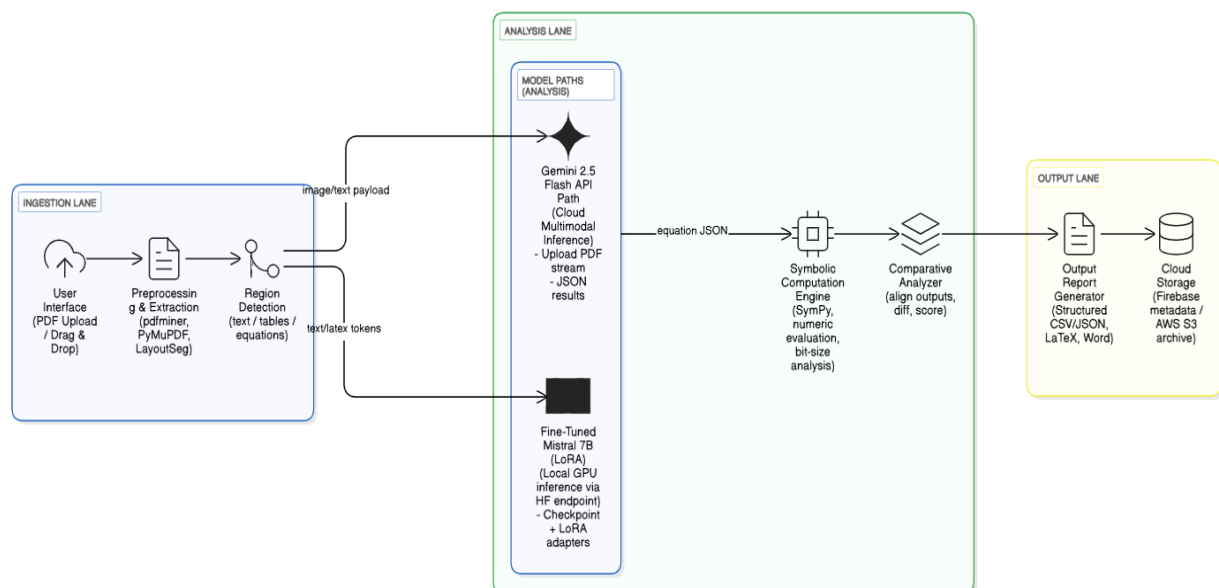 INGESTION LANE
User
Interface
(PDF Upload
/ Drag &
Drop)
Preprocessin
g & Extraction
(pdfminer,
PyMuPDF,
LayoutSeg)
Region
Detection
(text / tables /
equations)
image/text payload
text/latex tokens
ANALYSIS LANE
MODEL PATHS
(ANALYSIS)
Gemini 2.5
Flash API
Path
(Cloud
Multimodal
Inference)
- Upload PDF
stream
- JSON
results
Fine-Tuned
Mistral 7B
(LoRA)
(Local GPU
inference via
HF endpoint)
- Checkpoint
+ LoRA
adapters
equation JSON
Symbolic
Computation
Engine
(SymPy,
numeric
evaluation,
bit-size
analysis)
Comparative
Analyzer
(align outputs,
diff, score)
OUTPUT LANE
Output
Report
Generator
(Structured
CSV/JSON,
LaTeX, Word)
Cloud
Storage
(Firebase
metadata /
AWS S3
archive)